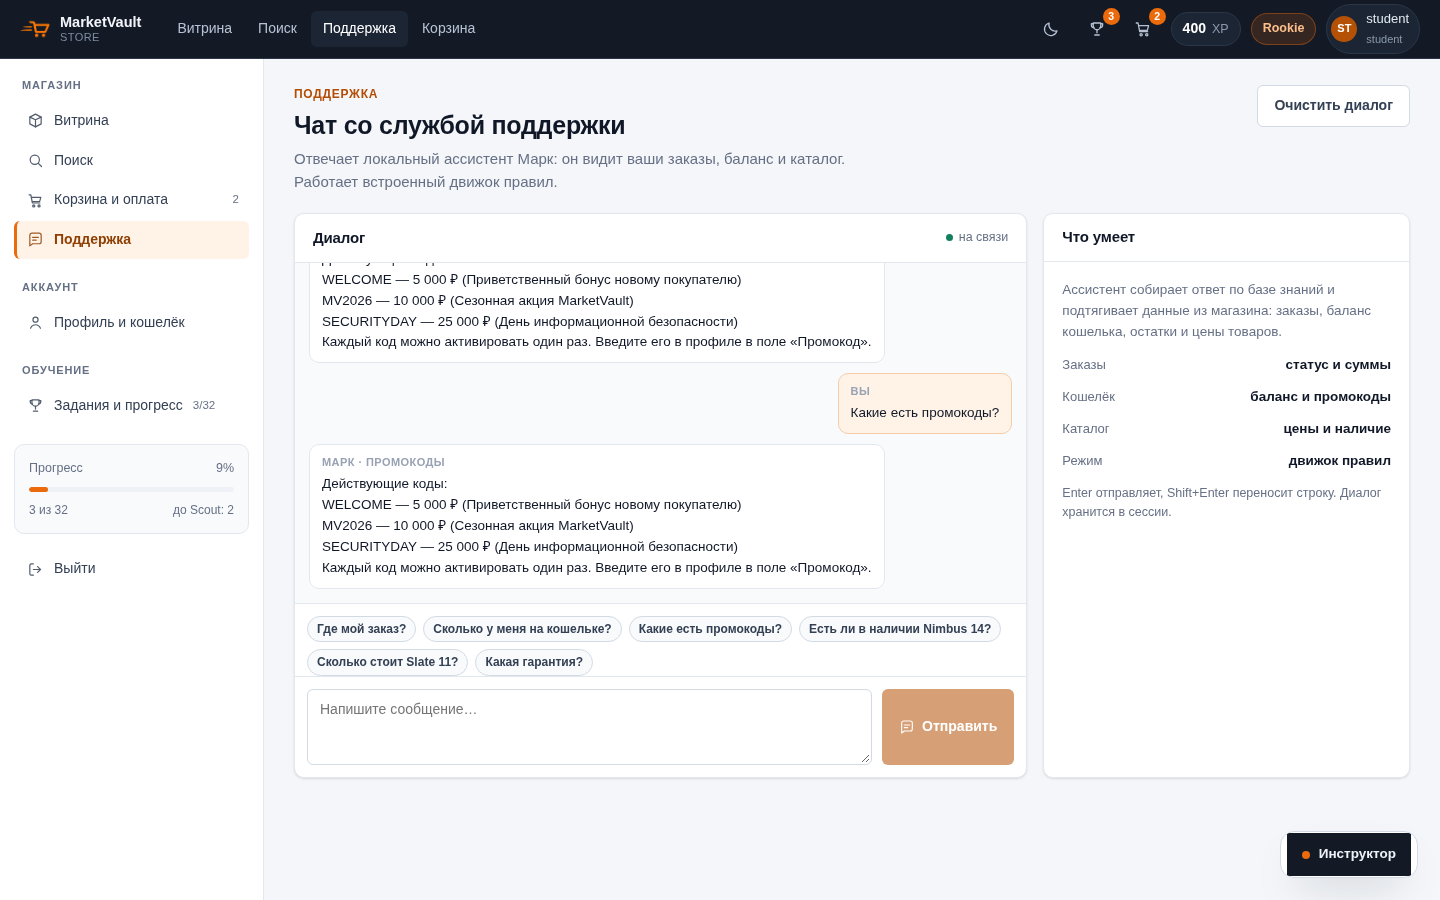 MarketVault
STORE
Витрина
Поиск
Поддержка
Корзина
3
2
400 XP
Rookie
ST
student
student
МАГАЗИН
Витрина
Поиск
Корзина и оплата 2
Поддержка
АККАУНТ
Профиль и кошелёк
ОБУЧЕНИЕ
Задания и прогресс 3/32
Прогресс 9%
3 из 32 до Scout: 2
Выйти
ПОДДЕРЖКА
Чат со службой поддержки
Отвечает локальный ассистент Марк: он видит ваши заказы, баланс и каталог.
Работает встроенный движок правил.
Очистить диалог
Диалог
на связи
WELCOME — 5 000 ₽ (Приветственный бонус новому покупателю)
MV2026 — 10 000 ₽ (Сезонная акция MarketVault)
SECURITYDAY — 25 000 ₽ (День информационной безопасности)
Каждый код можно активировать один раз. Введите его в профиле в поле «Промокод».
ВЫ
Какие есть промокоды?
МАРК · ПРОМОКОДЫ
Действующие коды:
WELCOME — 5 000 ₽ (Приветственный бонус новому покупателю)
MV2026 — 10 000 ₽ (Сезонная акция MarketVault)
SECURITYDAY — 25 000 ₽ (День информационной безопасности)
Каждый код можно активировать один раз. Введите его в профиле в поле «Промокод».
Где мой заказ? Сколько у меня на кошельке? Какие есть промокоды? Есть ли в наличии Nimbus 14?
Сколько стоит Slate 11? Какая гарантия?
Напишите сообщение…
Отправить
Что умеет
Ассистент собирает ответ по базе знаний и
подтягивает данные из магазина: заказы, баланс
кошелька, остатки и цены товаров.
Заказы статус и суммы
Кошелёк баланс и промокоды
Каталог цены и наличие
Режим движок правил
Enter отправляет, Shift+Enter переносит строку. Диалог
хранится в сессии.
Инструктор